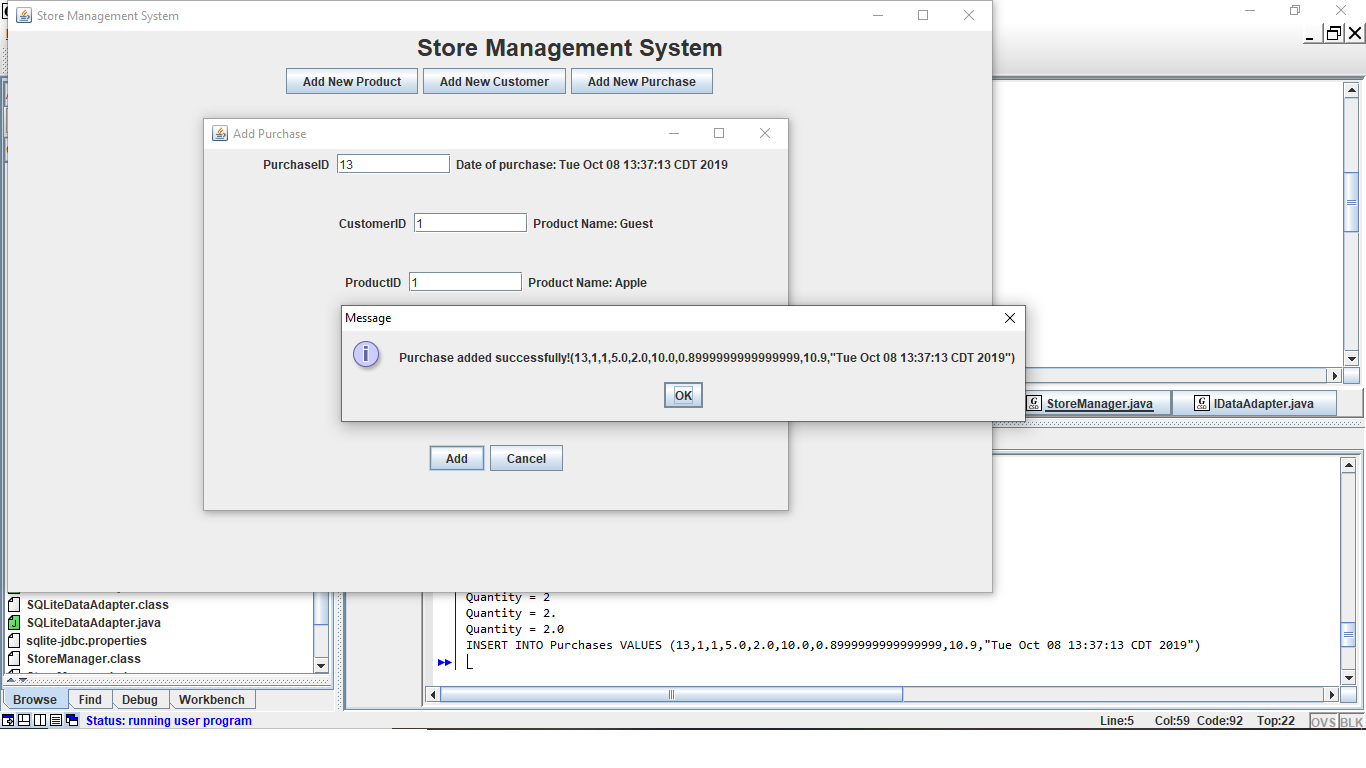 Store Management System
Store Management System
Add New Product Add New Customer Add New Purchase
Add Purchase
PurchaseID 13 Date of purchase: Tue Oct 08 13:37:13 CDT 2019
CustomerID 1 Product Name: Guest
ProductID 1 Product Name: Apple
Message
i
Purchase added successfully!(13,1,1,5.0,2.0,10.0,0.8999999999999999,10.9,"Tue Oct 08 13:37:13 CDT 2019")
OK
Add Cancel
G CSD StoreManager.java G CSD IDataAdapter.java
SQLiteDataAdapter.class
SQLiteDataAdapter.java
sqlite-jdbc.properties
StoreManager.class
Quantity = 2
Quantity = 2.
Quantity = 2.0
INSERT INTO Purchases VALUES (13,1,1,5.0,2.0,10.0,0.8999999999999999,10.9,"Tue Oct 08 13:37:13 CDT 2019")
Browse Find Debug Workbench
Status: running user program
Line:5 Col:59 Code:92 Top:22 OVS BLK